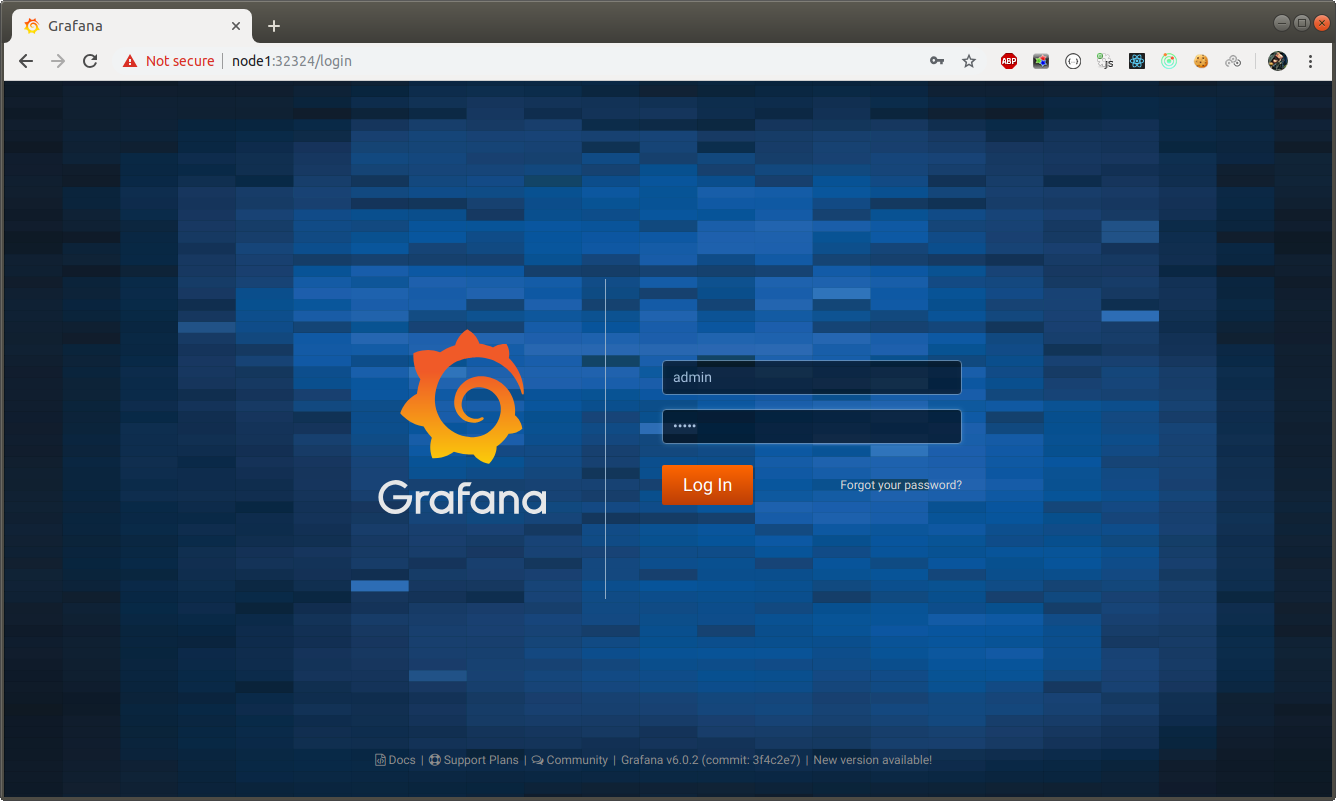 Grafana
Not secure | node1:32324/login
ABP
JS
admin
•••••
Log In
Forgot your password?
Grafana
Docs | Support Plans | Community | Grafana v6.0.2 (commit: 3f4c2e7) | New version available!